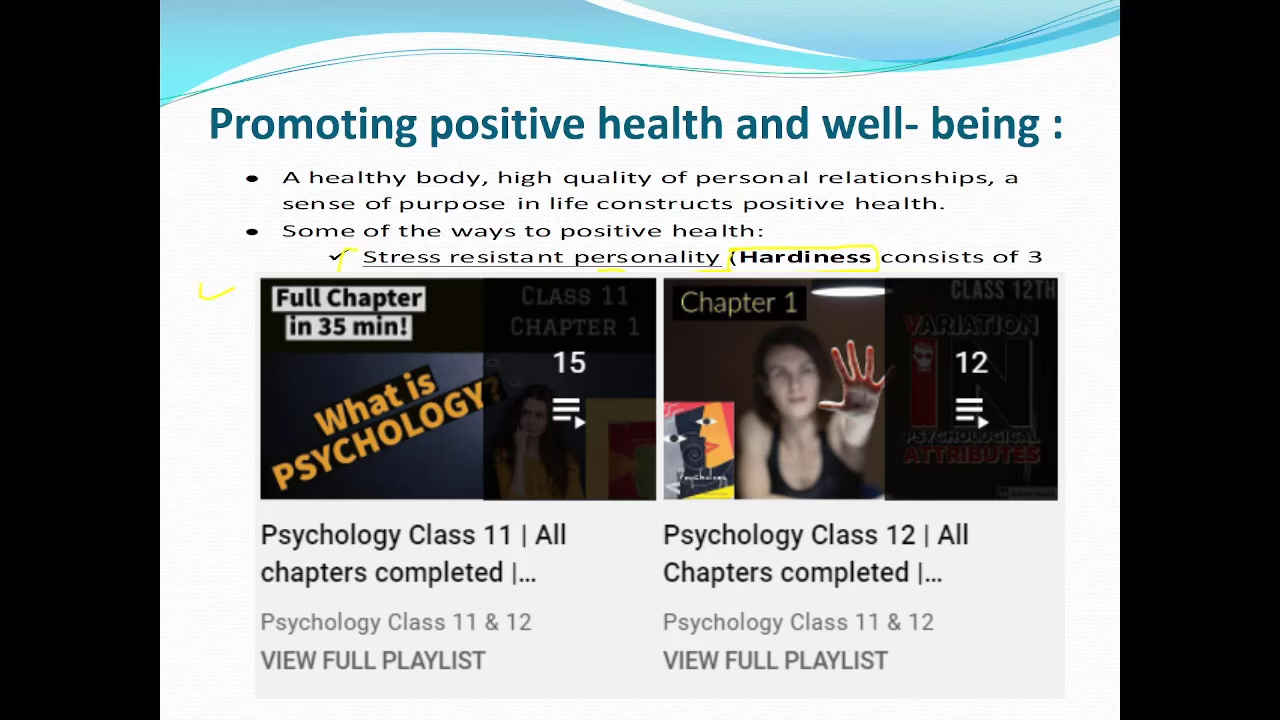 Promoting positive health and well- being :
● A healthy body, high quality of personal relationships, a
sense of purpose in life constructs positive health.
● Some of the ways to positive health:
✓ Stress resistant personality (Hardiness consists of 3
Full Chapter
in 35 min!
CLASS 11
CHAPTER 1
What is
PSYCHOLOGY?
15
Chapter 1
Psychology
CLASS 12TH
VARIATION
IN
PSYCHOLOGICAL
ATTRIBUTES
12
Psychology Class 11 | All
chapters completed |...
Psychology Class 11 & 12
VIEW FULL PLAYLIST
Psychology Class 12 | All
Chapters completed |...
Psychology Class 11 & 12
VIEW FULL PLAYLIST